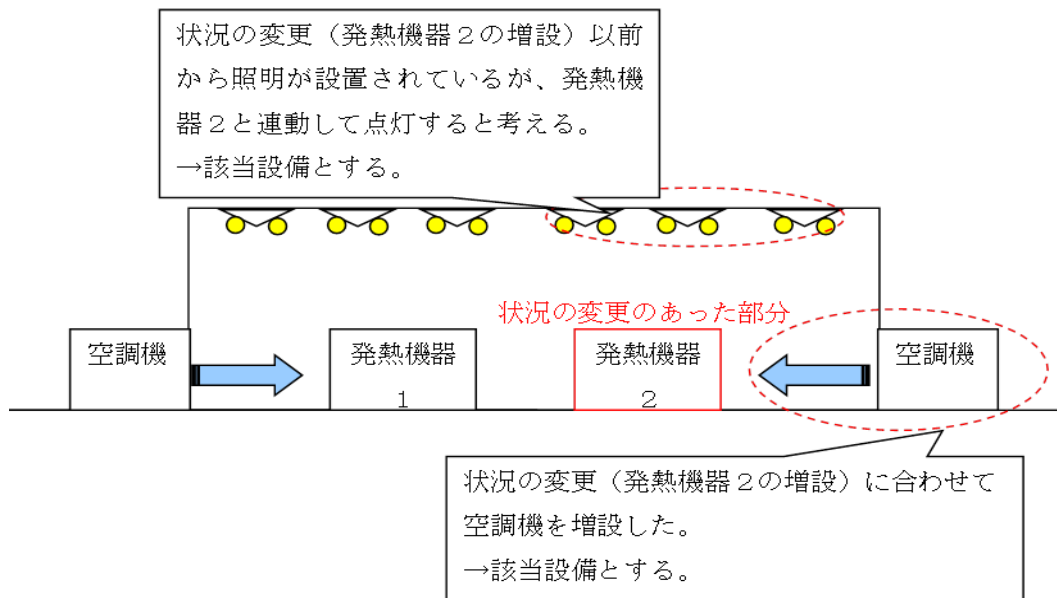 状況の変更（発熱機器２の増設）以前
から照明が設置されているが、発熱機
器２と連動して点灯すると考える。
→該当設備とする。
状況の変更のあった部分
空調機
発熱機器
１
発熱機器
２
空調機
状況の変更（発熱機器２の増設）に合わせて
空調機を増設した。
→該当設備とする。